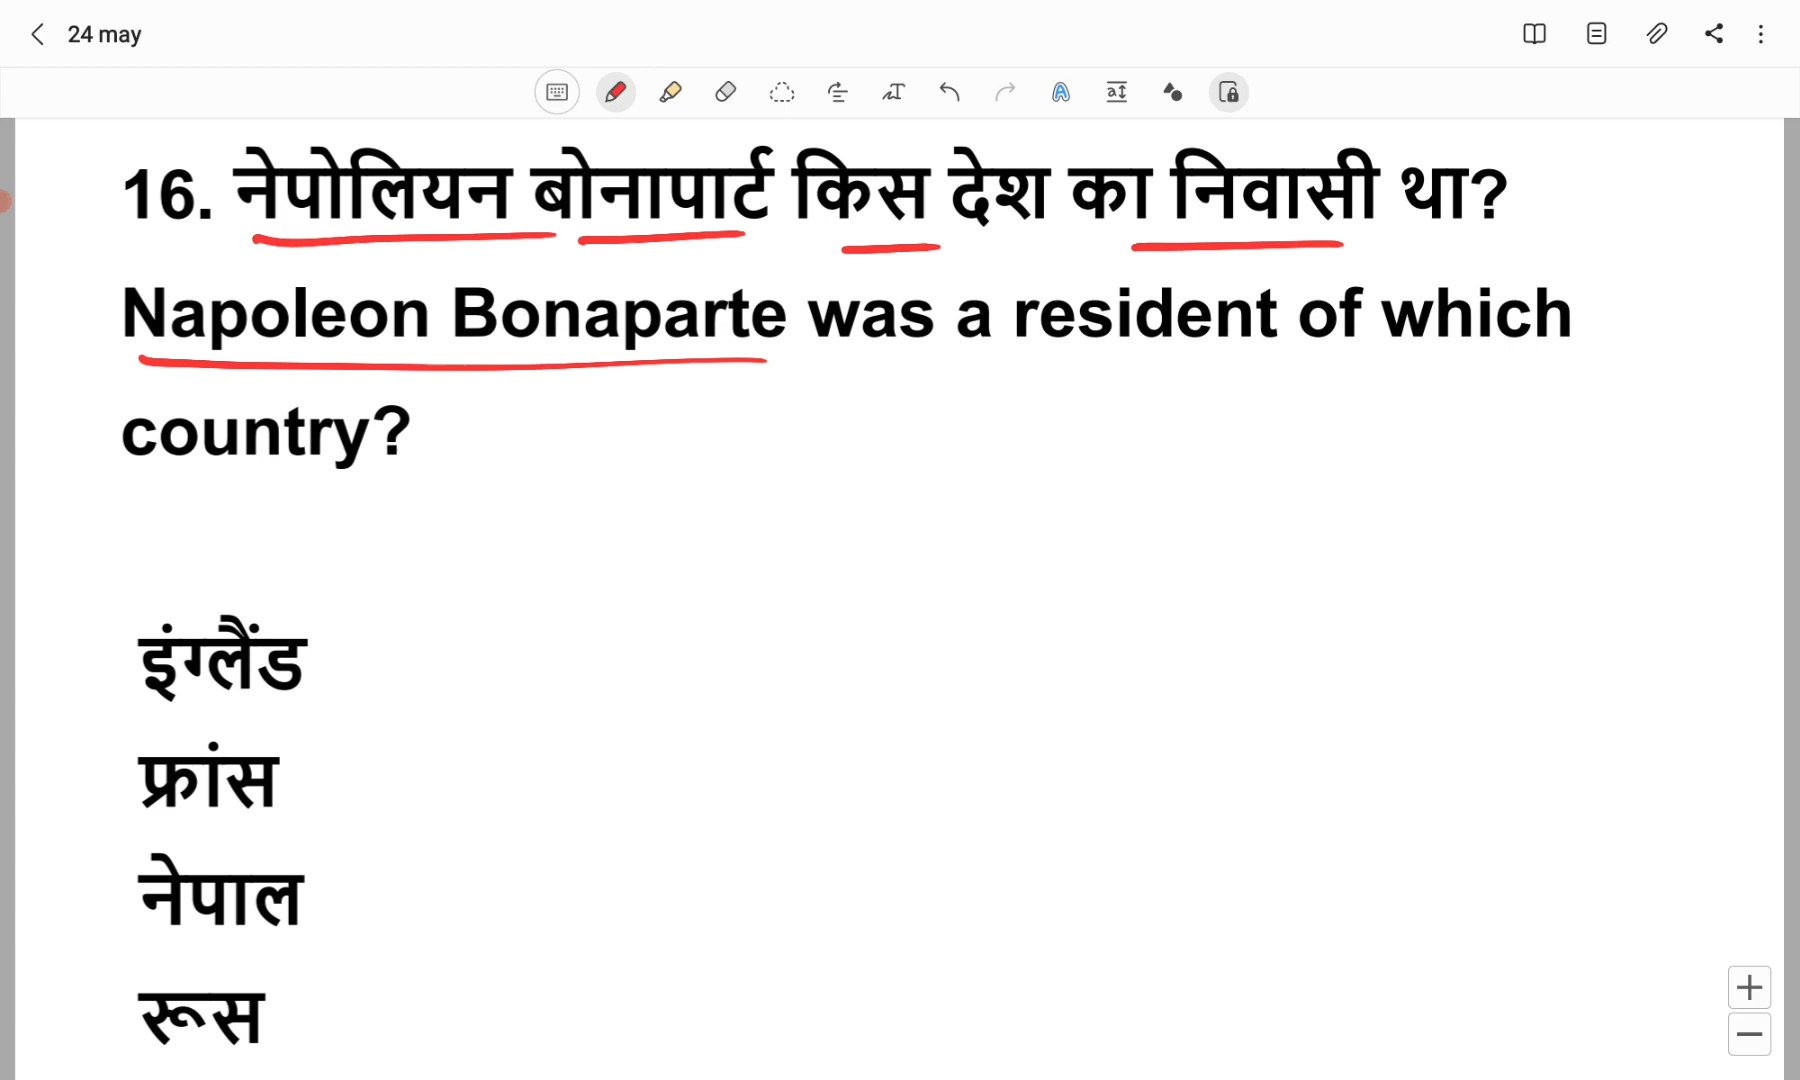 24 may
16. नेपोलियन बोनापार्ट किस देश का निवासी था?
Napoleon Bonaparte was a resident of which
country?
इंग्लैंड
फ्रांस
नेपाल
रूस